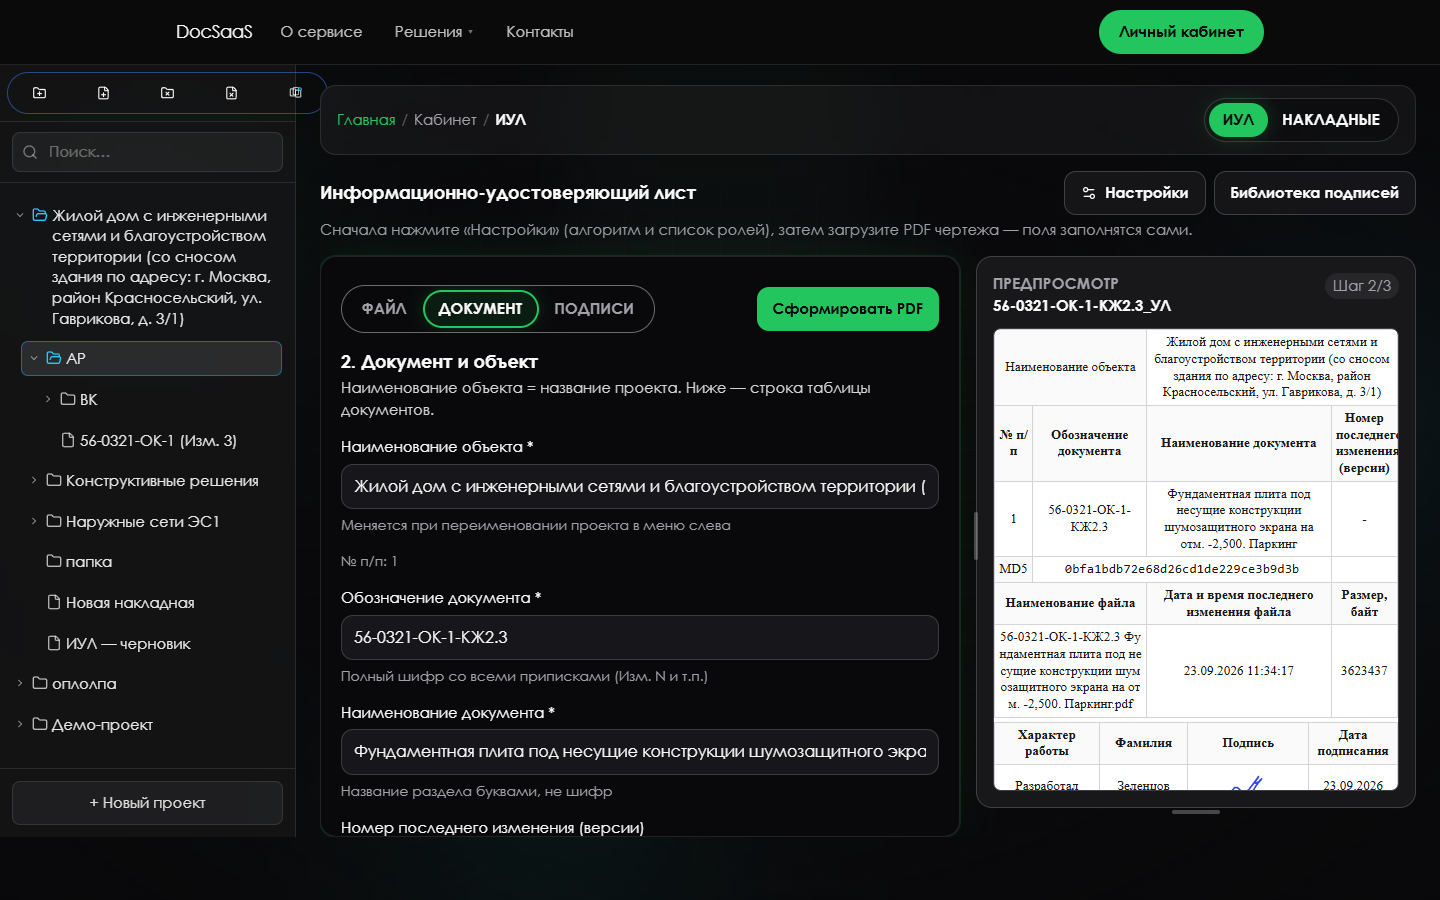 DocSaaS
О сервисе
Решения
Контакты
Личный кабинет
Поиск...
Жилой дом с инженерными
сетями и благоустройством
территории (со сносом
здания по адресу: г. Москва,
район Красносельский, ул.
Гаврикова, д. 3/1)
АР
ВК
56-0321-ОК-1 (Изм. 3)
Конструктивные решения
Наружные сети ЭС1
папка
Новая накладная
ИУЛ — черновик
оплолпа
Демо-проект
+ Новый проект
Главная / Кабинет / ИУЛ
ИУЛ
НАКЛАДНЫЕ
Информационно-удостоверяющий лист
Настройки
Библиотека подписей
Сначала нажмите «Настройки» (алгоритм и список ролей), затем загрузите PDF чертежа — поля заполнятся сами.
ФАЙЛ
ДОКУМЕНТ
ПОДПИСИ
Сформировать PDF
2. Документ и объект
Наименование объекта = название проекта. Ниже — строка таблицы
документов.
Наименование объекта *
Жилой дом с инженерными сетями и благоустройством территории (
Меняется при переименовании проекта в меню слева
№ п/п: 1
Обозначение документа *
56-0321-ОК-1-КЖ2.3
Полный шифр со всеми приписками (Изм. N и т.п.)
Наименование документа *
Фундаментная плита под несущие конструкции шумозащитного экра
Название раздела буквами, не шифр
Номер последнего изменения (версии)
ПРЕДПРОСМОТР
56-0321-ОК-1-КЖ2.3_УЛ
Шаг 2/3
Наименование объекта
Жилой дом с инженерными сетями и
благоустройством территории (со сносом
здания по адресу: г. Москва, район
Красносельский, ул. Гаврикова, д. 3/1)
№ п/
п
Обозначение
документа
Наименование документа
Номер
последнего
изменения
(версии)
1
56-0321-ОК-1-
КЖ2.3
Фундаментная плита под
несущие конструкции
шумозащитного экрана на
отм. -2,500. Паркинг
-
MD5
0bfa1bdb72e68d26cd1de229ce3b9d3b
Наименование файла
Дата и время последнего
изменения файла
Размер,
байт
56-0321-ОК-1-КЖ2.3 Фу
ндаментная плита под не
сущие конструкции шум
озащитного экрана на от
м. -2,500. Паркинг.pdf
23.09.2026 11:34:17
3623437
Характер
работы
Фамилия
Подпись
Дата
подписания
Разработал
Зеленцов
23.09.2026